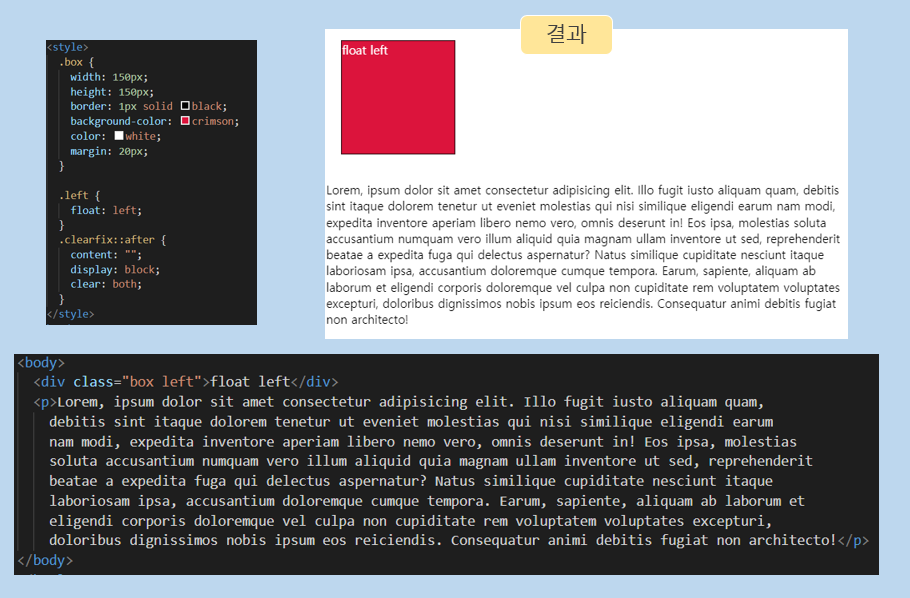 <style>
.box {
width: 150px;
height: 150px;
border: 1px solid black;
background-color: crimson;
color: white;
margin: 20px;
}
.left {
float: left;
}
.clearfix::after {
content: "";
display: block;
clear: both;
}
</style>
결과
float left
Lorem, ipsum dolor sit amet consectetur adipisicing elit. Illo fugit iusto aliquam quam, debitis
sint itaque dolorem tenetur ut eveniet molestias qui nisi similique eligendi earum nam modi,
expedita inventore aperiam libero nemo vero, omnis deserunt in! Eos ipsa, molestias soluta
accusantium numquam vero illum aliquid quia magnam ullam inventore ut sed, reprehenderit
beatae a expedita fuga qui delectus aspernatur? Natus similique cupiditate nesciunt itaque
laboriosam ipsa, accusantium doloremque cumque tempora. Earum, sapiente, aliquam ab
laborum et eligendi corporis doloremque vel culpa non cupiditate rem voluptatem voluptates
excepturi, doloribus dignissimos nobis ipsum eos reiciendis. Consequatur animi debitis fugiat
non architecto!
<body>
<div class="box left">float left</div>
<p>Lorem, ipsum dolor sit amet consectetur adipisicing elit. Illo fugit iusto aliquam quam,
debitis sint itaque dolorem tenetur ut eveniet molestias qui nisi similique eligendi earum
nam modi, expedita inventore aperiam libero nemo vero, omnis deserunt in! Eos ipsa, molestias
soluta accusantium numquam vero illum aliquid quia magnam ullam inventore ut sed, reprehenderit
beatae a expedita fuga qui delectus aspernatur? Natus similique cupiditate nesciunt itaque
laboriosam ipsa, accusantium doloremque cumque tempora. Earum, sapiente, aliquam ab laborum et
eligendi corporis doloremque vel culpa non cupiditate rem voluptatem voluptates excepturi,
doloribus dignissimos nobis ipsum eos reiciendis. Consequatur animi debitis fugiat non architecto!</p>
</body>